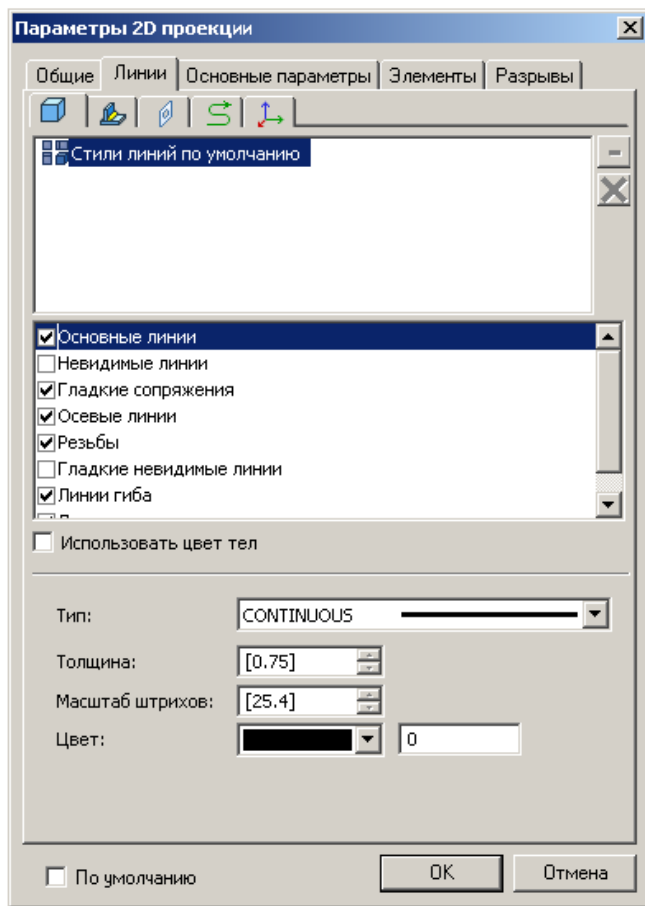 Параметры 2D проекции
Общие Линии Основные параметры Элементы Разрывы
Стили линий по умолчанию
Основные линии
Невидимые линии
Гладкие сопряжения
Осевые линии
Резьбы
Гладкие невидимые линии
Линии гиба
Использовать цвет тел
Тип: CONTINUOUS
Толщина: [0.75]
Масштаб штрихов: [25.4]
Цвет: 0
По умолчанию OK Отмена